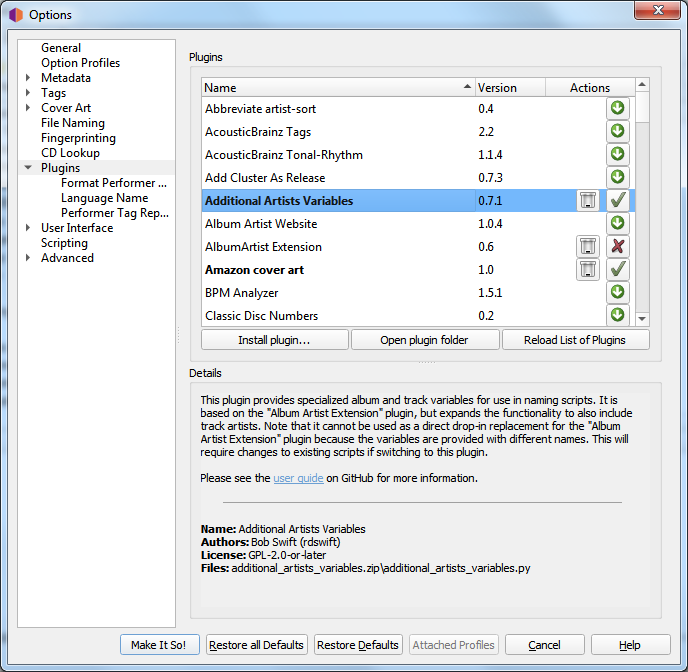 Options
General
Option Profiles
Metadata
Tags
Cover Art
File Naming
Fingerprinting
CD Lookup
Plugins
Format Performer ...
Language Name
Performer Tag Rep...
User Interface
Scripting
Advanced
Plugins
Name Version Actions
Abbreviate artist-sort 0.4
AcousticBrainz Tags 2.2
AcousticBrainz Tonal-Rhythm 1.1.4
Add Cluster As Release 0.7.3
Additional Artists Variables 0.7.1
Album Artist Website 1.0.4
AlbumArtist Extension 0.6
Amazon cover art 1.0
BPM Analyzer 1.5.1
Classic Disc Numbers 0.2
Install plugin... Open plugin folder Reload List of Plugins
Details
This plugin provides specialized album and track variables for use in naming scripts. It is
based on the "Album Artist Extension" plugin, but expands the functionality to also include
track artists. Note that it cannot be used as a direct drop-in replacement for the "Album
Artist Extension" plugin because the variables are provided with different names. This will
require changes to existing scripts if switching to this plugin.
Please see the user guide on GitHub for more information.
Name: Additional Artists Variables
Authors: Bob Swift (rdswift)
License: GPL-2.0-or-later
Files: additional_artists_variables.zip\additional_artists_variables.py
Make It So! Restore all Defaults Restore Defaults Attached Profiles Cancel Help